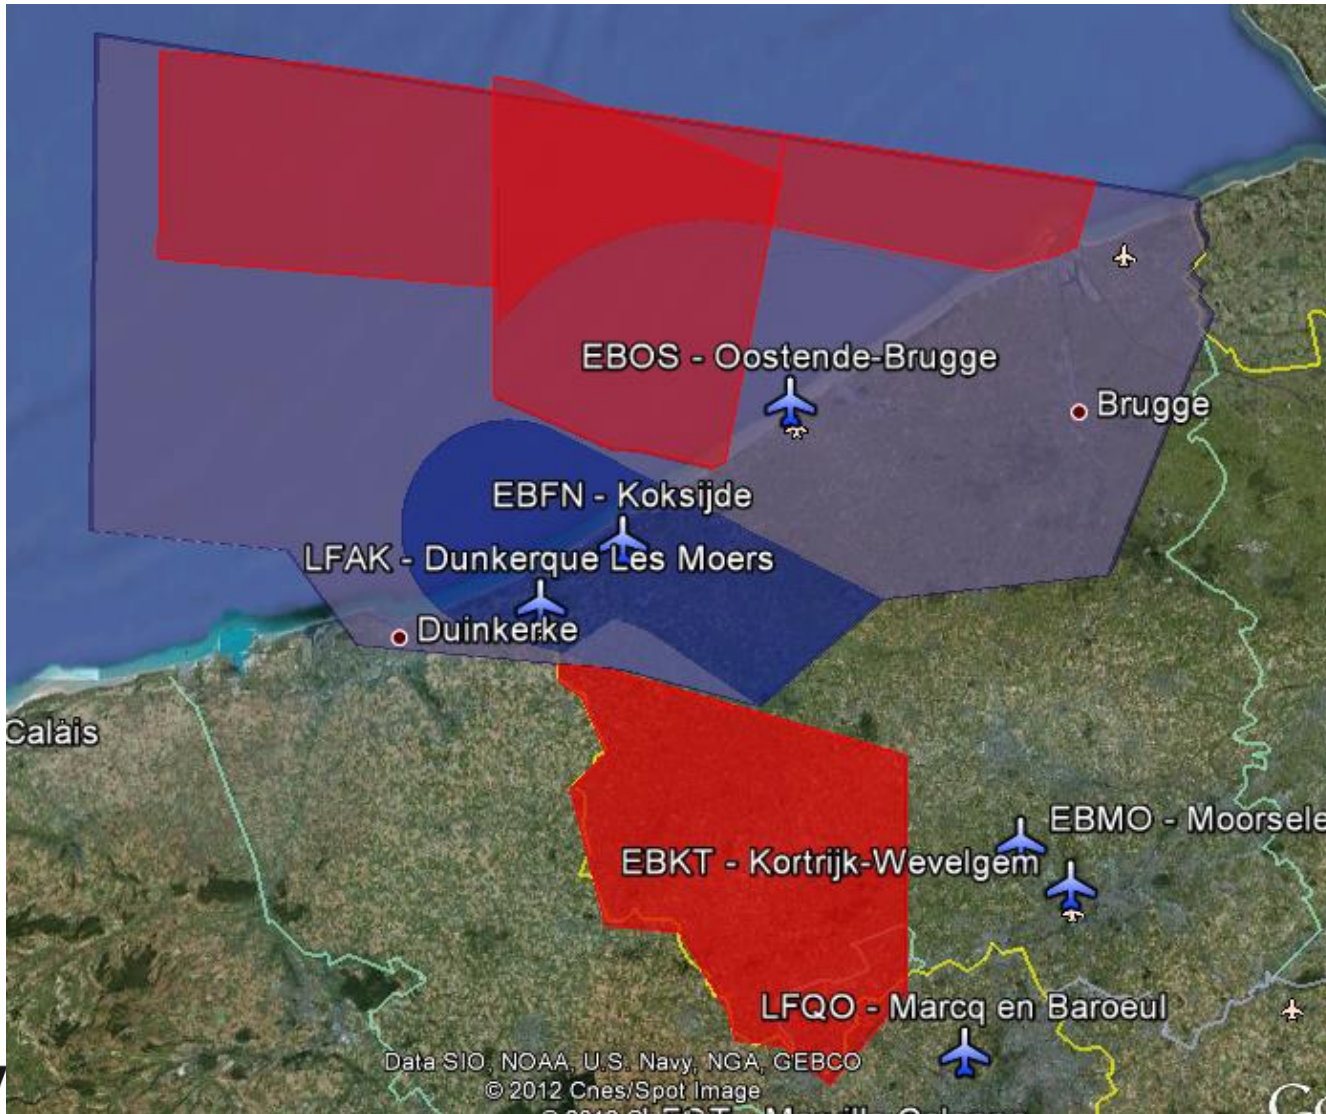 EBOS - Oostende-Brugge
Brugge
EBFN - Koksijde
LFAK - Dunkerque Les Moers
Duinkerke
Calais
EBMO - Moorsele
EBKT - Kortrijk-Wevelgem
LFQO - Marcq en Baroeul
Data SIO, NOAA, U.S. Navy, NGA, GEBCO
© 2012 Cnes/Spot Image